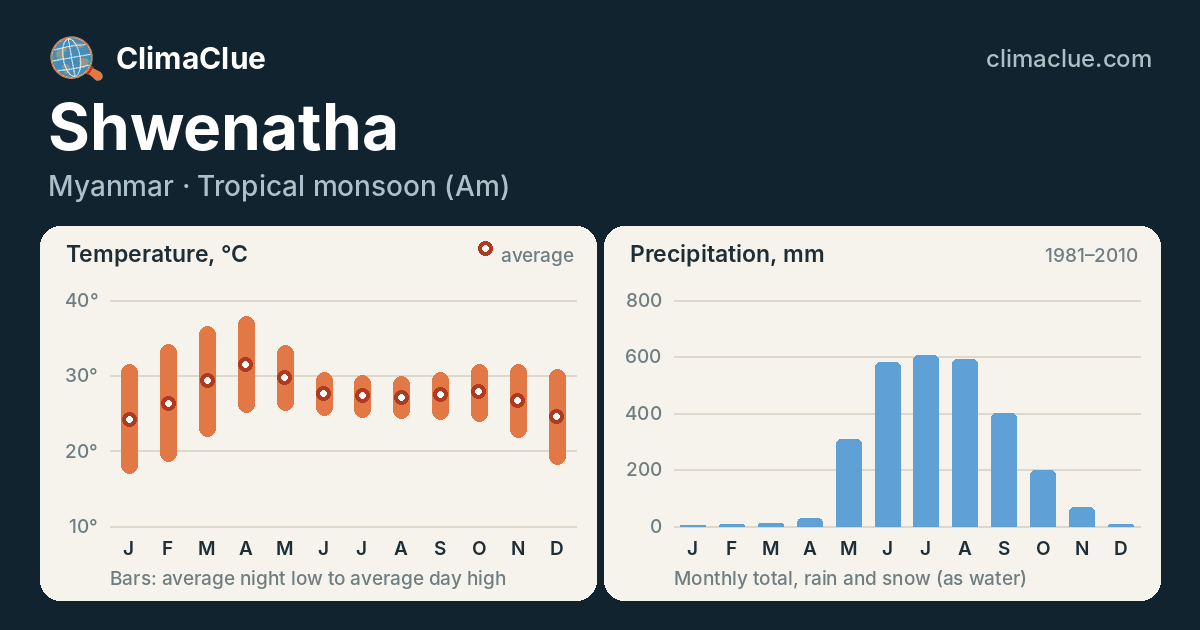 ClimaClue
climaclue.com
Shwenatha
Myanmar · Tropical monsoon (Am)
Temperature, °C
average
40°
30°
20°
10°
J F M A M J J A S O N D
Bars: average night low to average day high
Precipitation, mm
1981–2010
800
600
400
200
0
J F M A M J J A S O N D
Monthly total, rain and snow (as water)